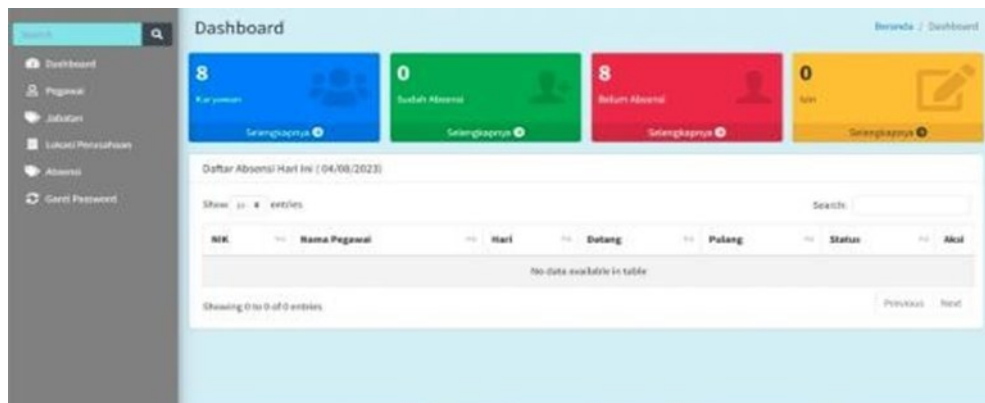 Search
Dashboard
Pegawai
Jabatan
Lokasi Perusahaan
Absensi
Ganti Password
Dashboard
Beranda / Dashboard
8
Karyawan
Selengkapnya
0
Sudah Absensi
Selengkapnya
8
Belum Absensi
Selengkapnya
0
Izin
Selengkapnya
Daftar Absensi Hari Ini ( 04/08/2023)
Show 10 entries
Search:
NIK Nama Pegawai Hari Datang Pulang Status Aksi
No data available in table
Showing 0 to 0 of 0 entries
Previous Next